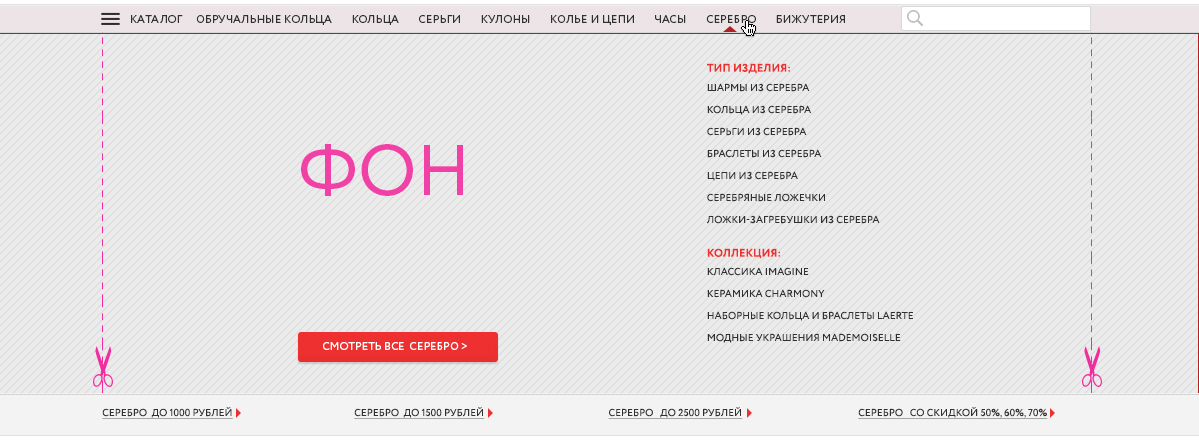 КАТАЛОГ ОБРУЧАЛЬНЫЕ КОЛЬЦА КОЛЬЦА СЕРЬГИ КУЛОНЫ КОЛЬЕ И ЦЕПИ ЧАСЫ СЕРЕБРО БИЖУТЕРИЯ
ФОН
СМОТРЕТЬ ВСЕ СЕРЕБРО >
ТИП ИЗДЕЛИЯ:
ШАРМЫ ИЗ СЕРЕБРА
КОЛЬЦА ИЗ СЕРЕБРА
СЕРЬГИ ИЗ СЕРЕБРА
БРАСЛЕТЫ ИЗ СЕРЕБРА
ЦЕПИ ИЗ СЕРЕБРА
СЕРЕБРЯНЫЕ ЛОЖЕЧКИ
ЛОЖКИ-ЗАГРЕБУШКИ ИЗ СЕРЕБРА
КОЛЛЕКЦИЯ:
КЛАССИКА IMAGINE
КЕРАМИКА CHARMONY
НАБОРНЫЕ КОЛЬЦА И БРАСЛЕТЫ LAERTE
МОДНЫЕ УКРАШЕНИЯ MADEMOISELLE
СЕРЕБРО ДО 1000 РУБЛЕЙ
СЕРЕБРО ДО 1500 РУБЛЕЙ
СЕРЕБРО ДО 2500 РУБЛЕЙ
СЕРЕБРО СО СКИДКОЙ 50%, 60%, 70%